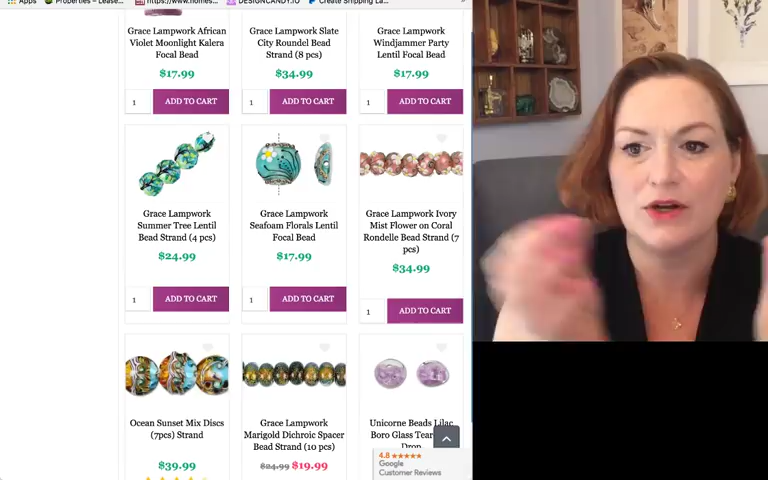 Apps
Properties – Lease...
https://www.homes...
DESIGNCANDY.IO
Create Shipping La...
Grace Lampwork African
Violet Moonlight Kalera
Focal Bead
$17.99
1 ADD TO CART
Grace Lampwork Slate
City Roundel Bead
Strand (8 pcs)
$34.99
1 ADD TO CART
Grace Lampwork
Windjammer Party
Lentil Focal Bead
$17.99
1 ADD TO CART
Grace Lampwork
Summer Tree Lentil
Bead Strand (4 pcs)
$24.99
1 ADD TO CART
Grace Lampwork
Seafoam Florals Lentil
Focal Bead
$17.99
1 ADD TO CART
Grace Lampwork Ivory
Mist Flower on Coral
Rondelle Bead Strand (7
pcs)
$34.99
1 ADD TO CART
Ocean Sunset Mix Discs
(7pcs) Strand
$39.99
Grace Lampwork
Marigold Dichroic Spacer
Bead Strand (10 pcs)
$24.99 $19.99
Unicorne Beads Lilac
Boro Glass
Drop
4.8
Google
Customer Reviews